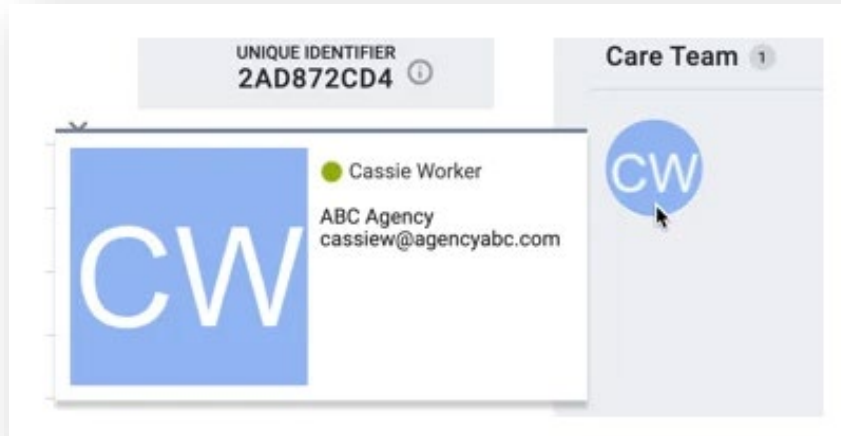 UNIQUE IDENTIFIER
2AD872CD4
Care Team 1
CW
Cassie Worker
ABC Agency
cassiew@agencyabc.com
CW